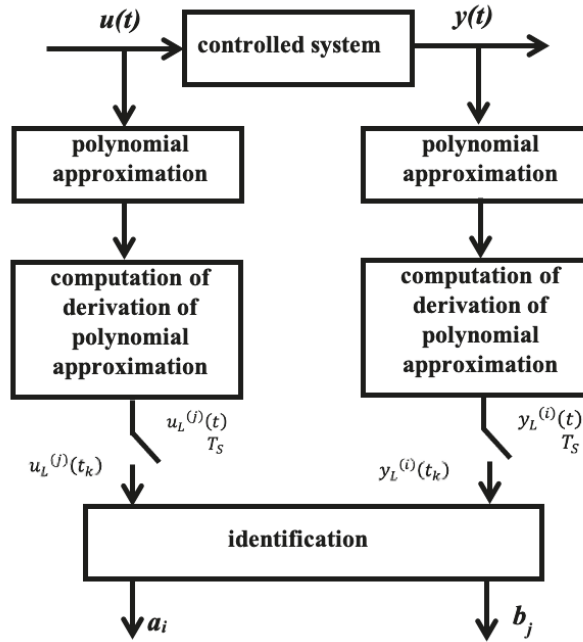 u(t)
controlled system
y(t)
polynomial
approximation
polynomial
approximation
computation of
derivation of
polynomial
approximation
computation of
derivation of
polynomial
approximation
u_L^{(j)}(t)
T_S
u_L^{(j)}(t_k)
y_L^{(i)}(t)
T_S
y_L^{(i)}(t_k)
identification
a_i
b_j